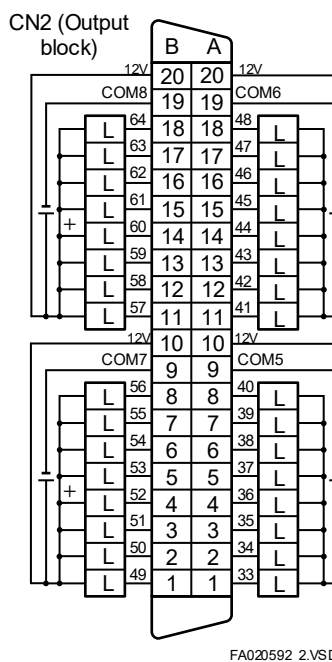 CN2 (Output
block)
B A
12V 20 20 12V
COM8 19 19 COM6
L 64 18 18 48 L
L 63 17 17 47 L
L 62 16 16 46 L
L 61 15 15 45 L
+
L 60 14 14 44 L
L 59 13 13 43 L
L 58 12 12 42 L
L 57 11 11 41 L
12V 10 10 12V
COM7 9 9 COM5
L 56 8 8 40 L
L 55 7 7 39 L
L 54 6 6 38 L
L 53 5 5 37 L
+
L 52 4 4 36 L
L 51 3 3 35 L
L 50 2 2 34 L
L 49 1 1 33 L
FA020592_2.VSD